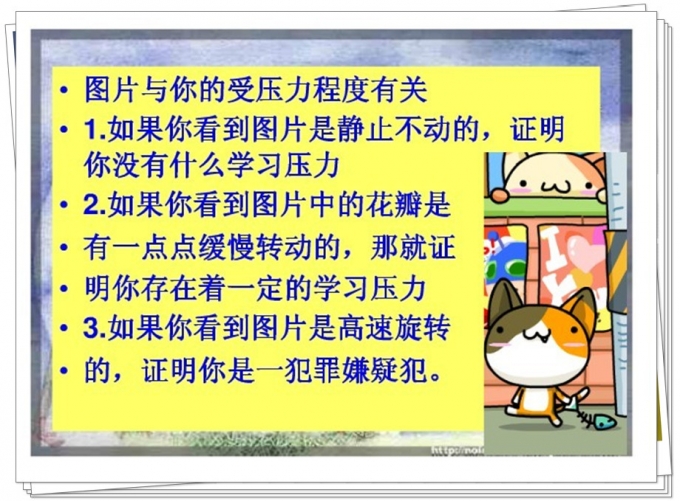 • 图片与你的受压力程度有关
• 1.如果你看到图片是静止不动的，证明
你没有什么学习压力
• 2.如果你看到图片中的花瓣是
• 有一点点缓慢转动的，那就证
• 明你存在着一定的学习压力
• 3.如果你看到图片是高速旋转
• 的，证明你是一犯罪嫌疑犯。
I
http://noi